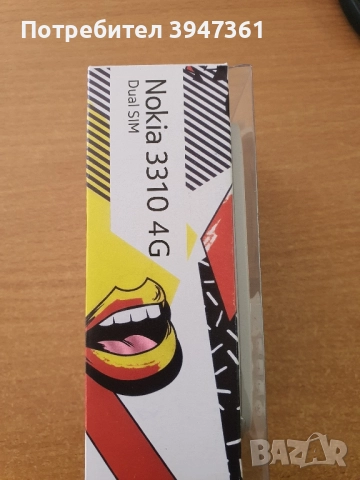 Потребител 3947361
Nokia 3310 4G
Dual SIM
BAZAR